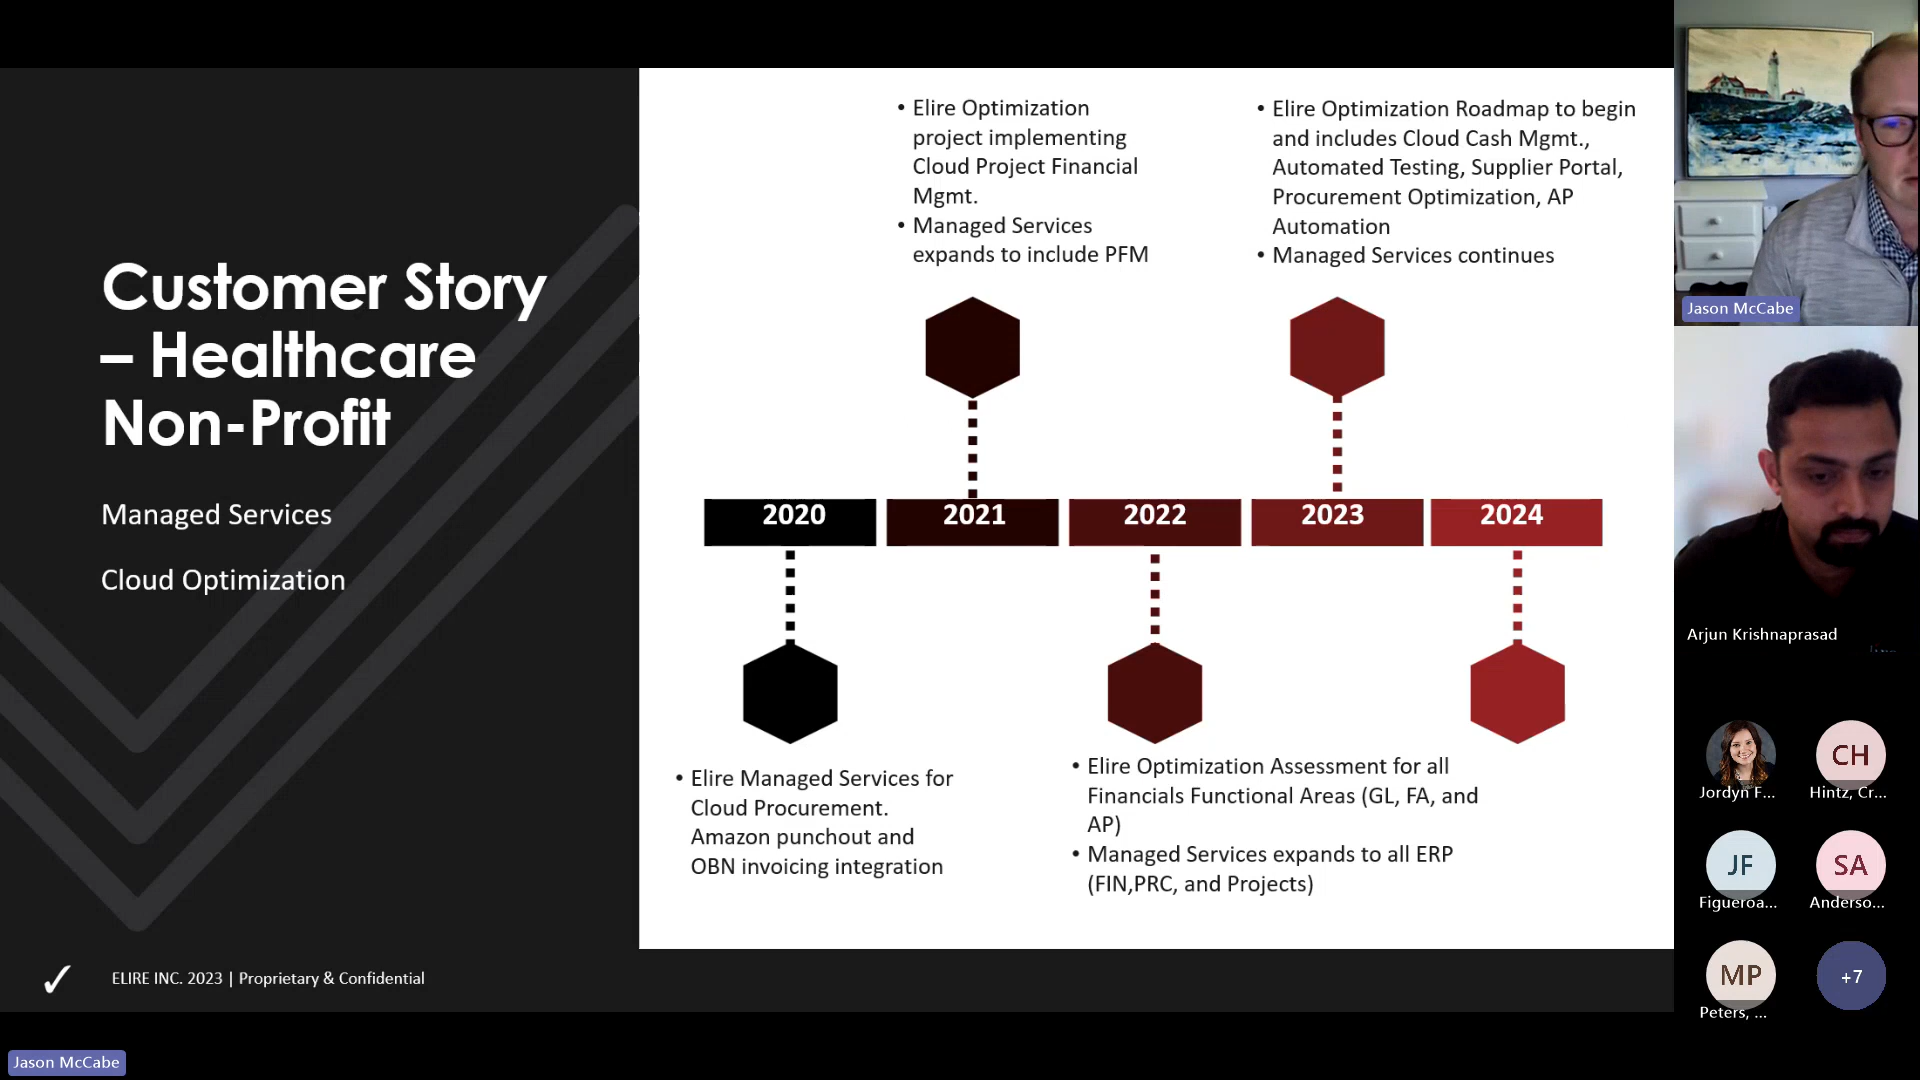 Customer Story
– Healthcare
Non-Profit
Managed Services
Cloud Optimization
• Elire Optimization
project implementing
Cloud Project Financial
Mgmt.
• Managed Services
expands to include PFM
• Elire Optimization Roadmap to begin
and includes Cloud Cash Mgmt.,
Automated Testing, Supplier Portal,
Procurement Optimization, AP
Automation
• Managed Services continues
2020
2021
2022
2023
2024
• Elire Managed Services for
Cloud Procurement.
Amazon punchout and
OBN invoicing integration
• Elire Optimization Assessment for all
Financials Functional Areas (GL, FA, and
AP)
• Managed Services expands to all ERP
(FIN,PRC, and Projects)
ELIRE INC. 2023 | Proprietary & Confidential
Jason McCabe
Jason McCabe
Arjun Krishnaprasad
Jordyn F...
CH
Hintz, Cr...
JF
Figueroa...
SA
Anderso...
MP
Peters, ...
+7